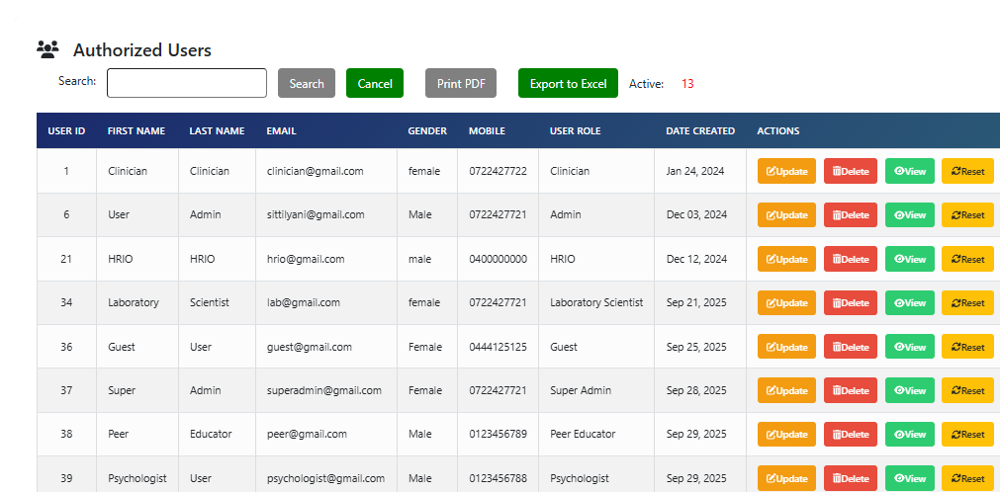 Authorized Users
Search: Search Cancel Print PDF Export to Excel Active: 13
USER ID FIRST NAME LAST NAME EMAIL GENDER MOBILE USER ROLE DATE CREATED ACTIONS
1 Clinician Clinician clinician@gmail.com female 0722427722 Clinician Jan 24, 2024 Update Delete View Reset
6 User Admin sittilyani@gmail.com Male 0722427721 Admin Dec 03, 2024 Update Delete View Reset
21 HRIO HRIO hrio@gmail.com male 0400000000 HRIO Dec 12, 2024 Update Delete View Reset
34 Laboratory Scientist lab@gmail.com female 0722427721 Laboratory Scientist Sep 21, 2025 Update Delete View Reset
36 Guest User guest@gmail.com Female 0444125125 Guest Sep 25, 2025 Update Delete View Reset
37 Super Admin superadmin@gmail.com Female 0722427721 Super Admin Sep 28, 2025 Update Delete View Reset
38 Peer Educator peer@gmail.com Male 0123456789 Peer Educator Sep 29, 2025 Update Delete View Reset
39 Psychologist User psychologist@gmail.com Male 0123456788 Psychologist Sep 29, 2025 Update Delete View Reset